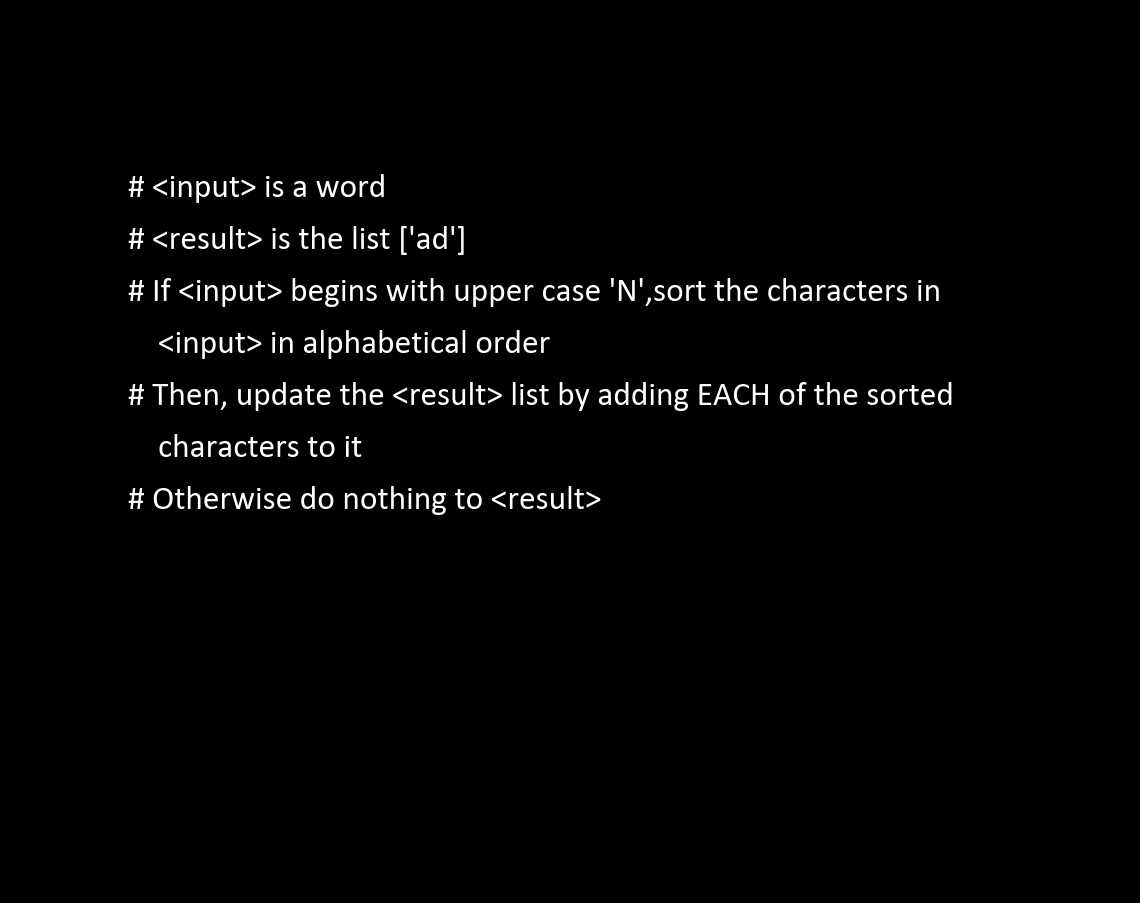 # <input> is a word
# <result> is the list ['ad']
# If <input> begins with upper case 'N',sort the characters in
<input> in alphabetical order
# Then, update the <result> list by adding EACH of the sorted
characters to it
# Otherwise do nothing to <result>